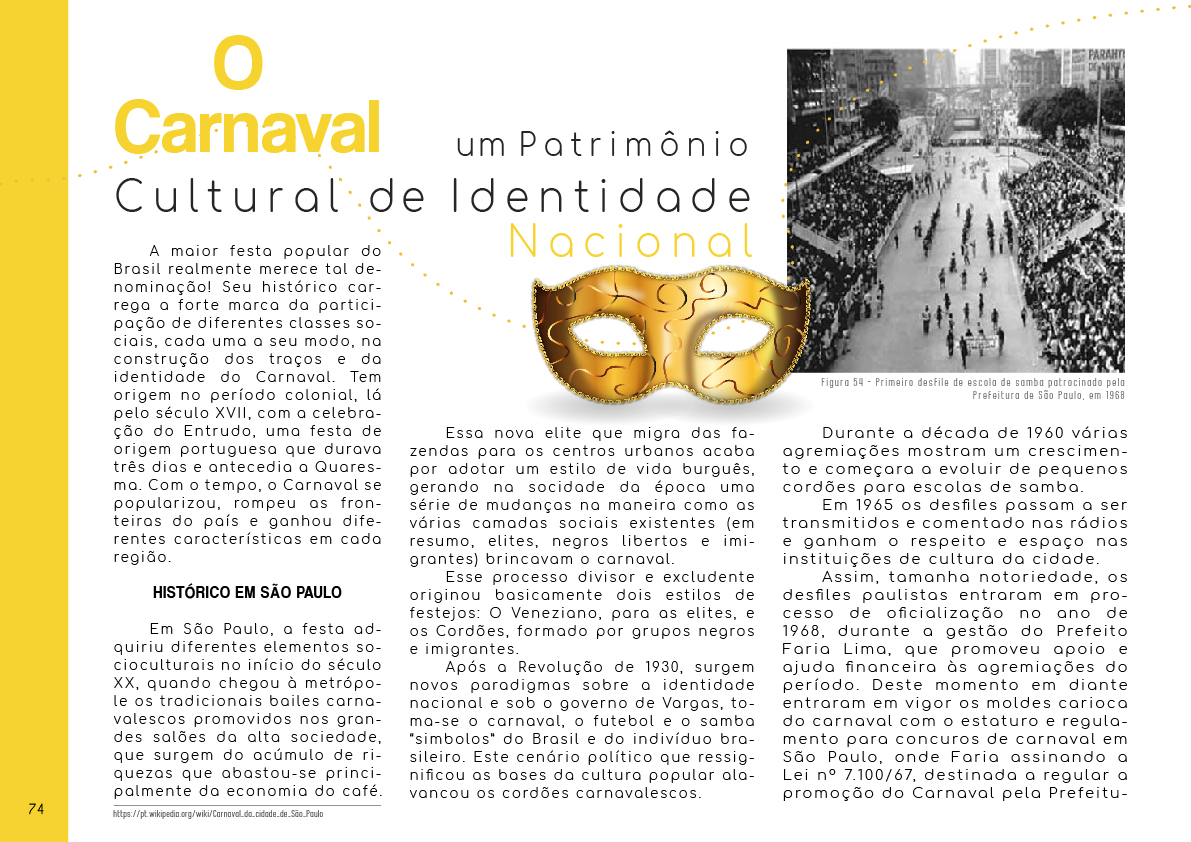 O
Carnaval
um Patrimônio
Cultural de Identidade
Nacional
A maior festa popular do
Brasil realmente merece tal de-
nominação! Seu histórico car-
rega a forte marca da partici-
pação de diferentes classes so-
ciais, cada uma a seu modo, na
construção dos traços e da
identidade do Carnaval. Tem
origem no período colonial, lá
pelo século XVII, com a celebra-
ção do Entrudo, uma festa de
origem portuguesa que durava
três dias e antecedia a Quares-
ma. Com o tempo, o Carnaval se
popularizou, rompeu as fron-
teiras do país e ganhou dife-
rentes características em cada
região.
HISTÓRICO EM SÃO PAULO
Em São Paulo, a festa ad-
quiriu diferentes elementos so-
cioculturais no início do século
XX, quando chegou à metrópo-
le os tradicionais bailes carna-
valescos promovidos nos gran-
des salões da alta sociedade,
que surgem do acúmulo de ri-
quezas que abastou-se princi-
palmente da economia do café.
https://pt.wikipedia.org/wiki/Carnaval_da_cidade_de_São_Paulo
74
Essa nova elite que migra das fa-
zendas para os centros urbanos acaba
por adotar um estilo de vida burguês,
gerando na socidade da época uma
série de mudanças na maneira como as
várias camadas sociais existentes (em
resumo, elites, negros libertos e imi-
grantes) brincavam o carnaval.
Esse processo divisor e excludente
originou basicamente dois estilos de
festejos: O Veneziano, para as elites, e
os Cordões, formado por grupos negros
e imigrantes.
Após a Revolução de 1930, surgem
novos paradigmas sobre a identidade
nacional e sob o governo de Vargas, to-
ma-se o carnaval, o futebol e o samba
“simbolos” do Brasil e do indivíduo bra-
sileiro. Este cenário político que ressig-
nificou as bases da cultura popular ala-
vancou os cordões carnavalescos.
PARAHY
Figura 54 - Primeiro desfile de escola de samba patrocinado pela
Prefeitura de São Paulo, em 1968
Durante a década de 1960 várias
agremiações mostram um crescimen-
to e começara a evoluir de pequenos
cordões para escolas de samba.
Em 1965 os desfiles passam a ser
transmitidos e comentado nas rádios
e ganham o respeito e espaço nas
instituições de cultura da cidade.
Assim, tamanha notoriedade, os
desfiles paulistas entraram em pro-
cesso de oficialização no ano de
1968, durante a gestão do Prefeito
Faria Lima, que promoveu apoio e
ajuda financeira às agremiações do
período. Deste momento em diante
entraram em vigor os moldes carioca
do carnaval com o estaturo e regula-
mento para concuros de carnaval em
São Paulo, onde Faria assinando a
Lei nº 7.100/67, destinada a regular a
promoção do Carnaval pela Prefeitu-